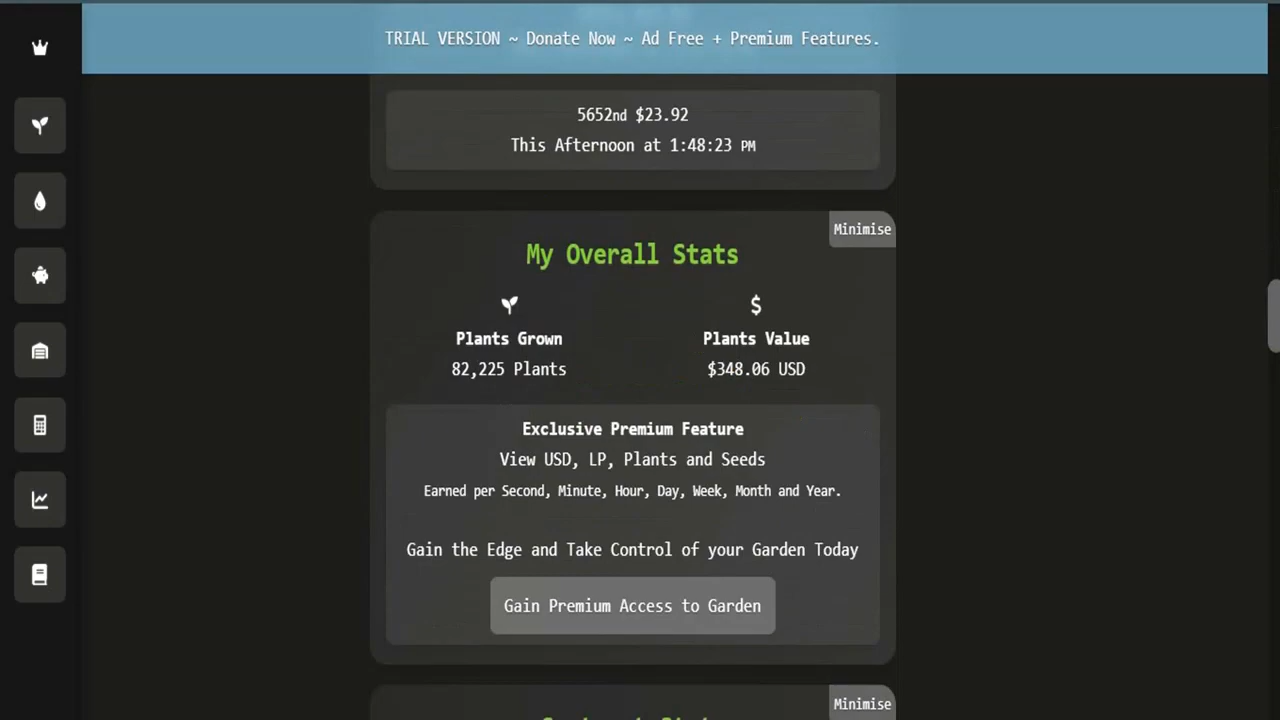 TRIAL VERSION ~ Donate Now ~ Ad Free + Premium Features.
5652nd $23.92
This Afternoon at 1:48:23 PM
Minimise
My Overall Stats
$
Plants Grown Plants Value
82,225 Plants $348.06 USD
Exclusive Premium Feature
View USD, LP, Plants and Seeds
Earned per Second, Minute, Hour, Day, Week, Month and Year.
Gain the Edge and Take Control of your Garden Today
Gain Premium Access to Garden
Minimise